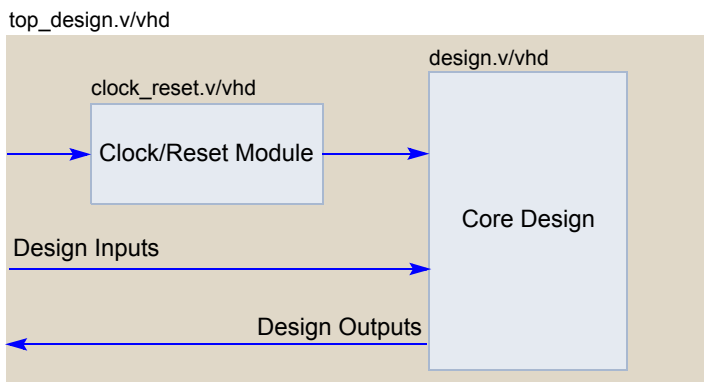 top_design.v/vhd
design.v/vhd
clock_reset.v/vhd
Clock/Reset Module
Core Design
Design Inputs
Design Outputs